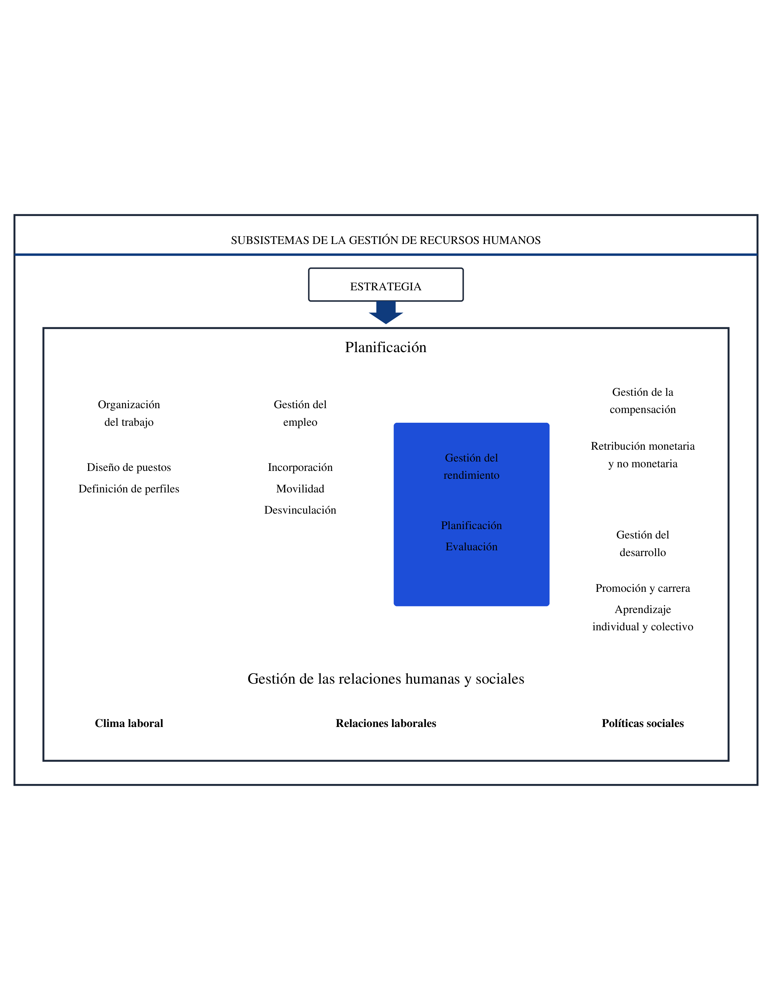 SUBSISTEMAS DE LA GESTIÓN DE RECURSOS HUMANOS
ESTRATEGIA
Planificación
Organización
del trabajo
Diseño de puestos
Definición de perfiles
Gestión del
empleo
Incorporación
Movilidad
Desvinculación
Gestión del
rendimiento
Planificación
Evaluación
Gestión de la
compensación
Retribución monetaria
y no monetaria
Gestión del
desarrollo
Promoción y carrera
Aprendizaje
individual y colectivo
Gestión de las relaciones humanas y sociales
Clima laboral
Relaciones laborales
Políticas sociales